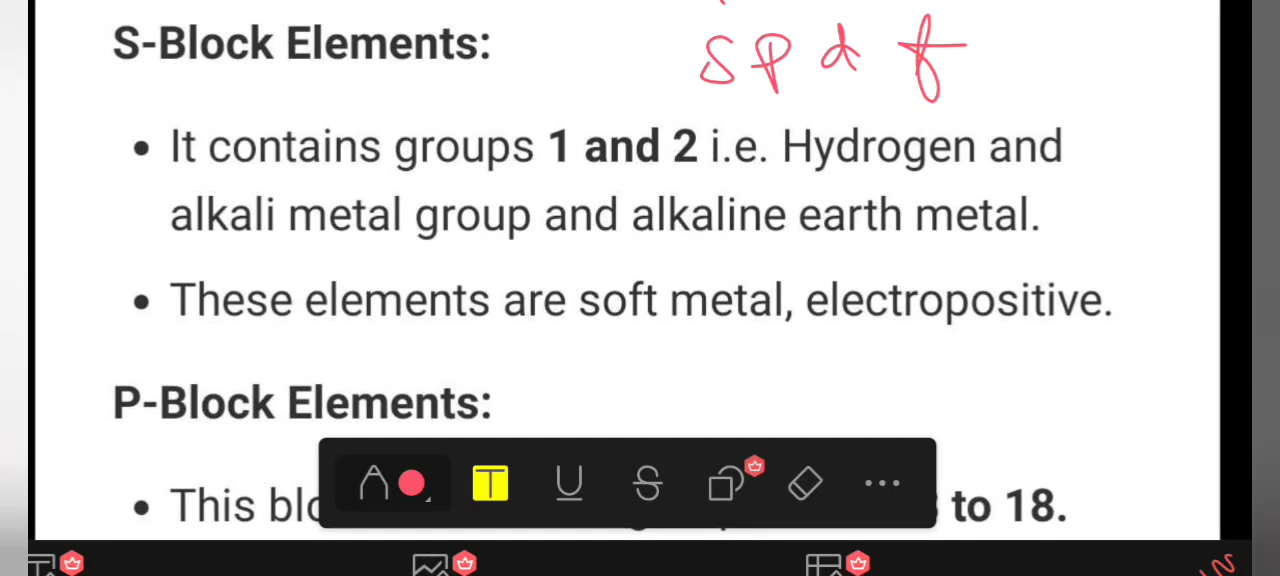 S-Block Elements:
s p d f
• It contains groups 1 and 2 i.e. Hydrogen and
alkali metal group and alkaline earth metal.
• These elements are soft metal, electropositive.
P-Block Elements:
• This to 18.